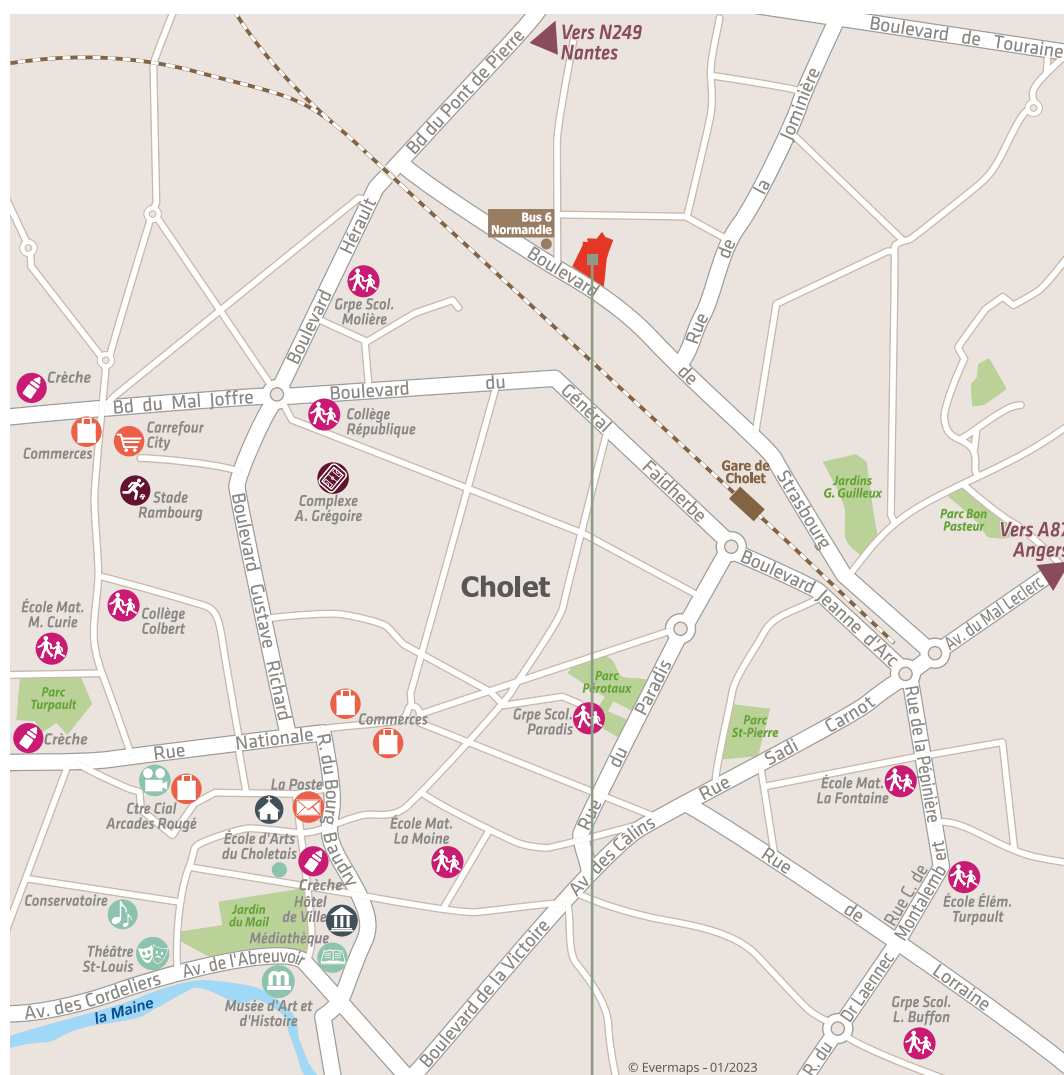 Vers N249
Nantes
Boulevard de Touraine
Bd du Pont de Pierre
Rue de la Jominière
Bus 6
Normandie
Boulevard de Strasbourg
Boulevard Hérault
Grpe Scol.
Molière
Crèche
Bd du Mal Joffre
Boulevard du Général Faidherbe
Commerces
Carrefour
City
Collège
République
Stade
Rambourg
Complexe
A. Grégoire
Gare de
Cholet
Jardins
G. Guilleux
Parc Bon
Pasteur
Vers A87
Angers
Boulevard Gustave Richard
Cholet
Boulevard Jeanne d'Arc
Av. du Mal Leclerc
École Mat.
M. Curie
Collège
Colbert
Parc
Turpault
Crèche
Parc
Pérotaux
Grpe Scol.
Paradis
Rue du Paradis
Parc
St-Pierre
Rue Sadi Carnot
Rue de la Pépinière
Commerces
Rue Nationale
R. du Bourg Baudry
La Poste
Ctre Cial
Arcades Rougé
École d'Arts
du Choletais
École Mat.
La Moine
École Mat.
La Fontaine
Av. des Câlins
Rue de Lorraine
Crèche
Hôtel
de Ville
Conservatoire
Jardin
du Mail
Médiathèque
Théâtre
St-Louis
Rue C. de
Montalembert
École Élém.
Turpault
Av. des Cordeliers
Av. de l'Abreuvoir
la Maine
Musée d'Art et
d'Histoire
Boulevard de la Victoire
R. du Dr Laennec
Grpe Scol.
L. Buffon
© Evermaps - 01/2023